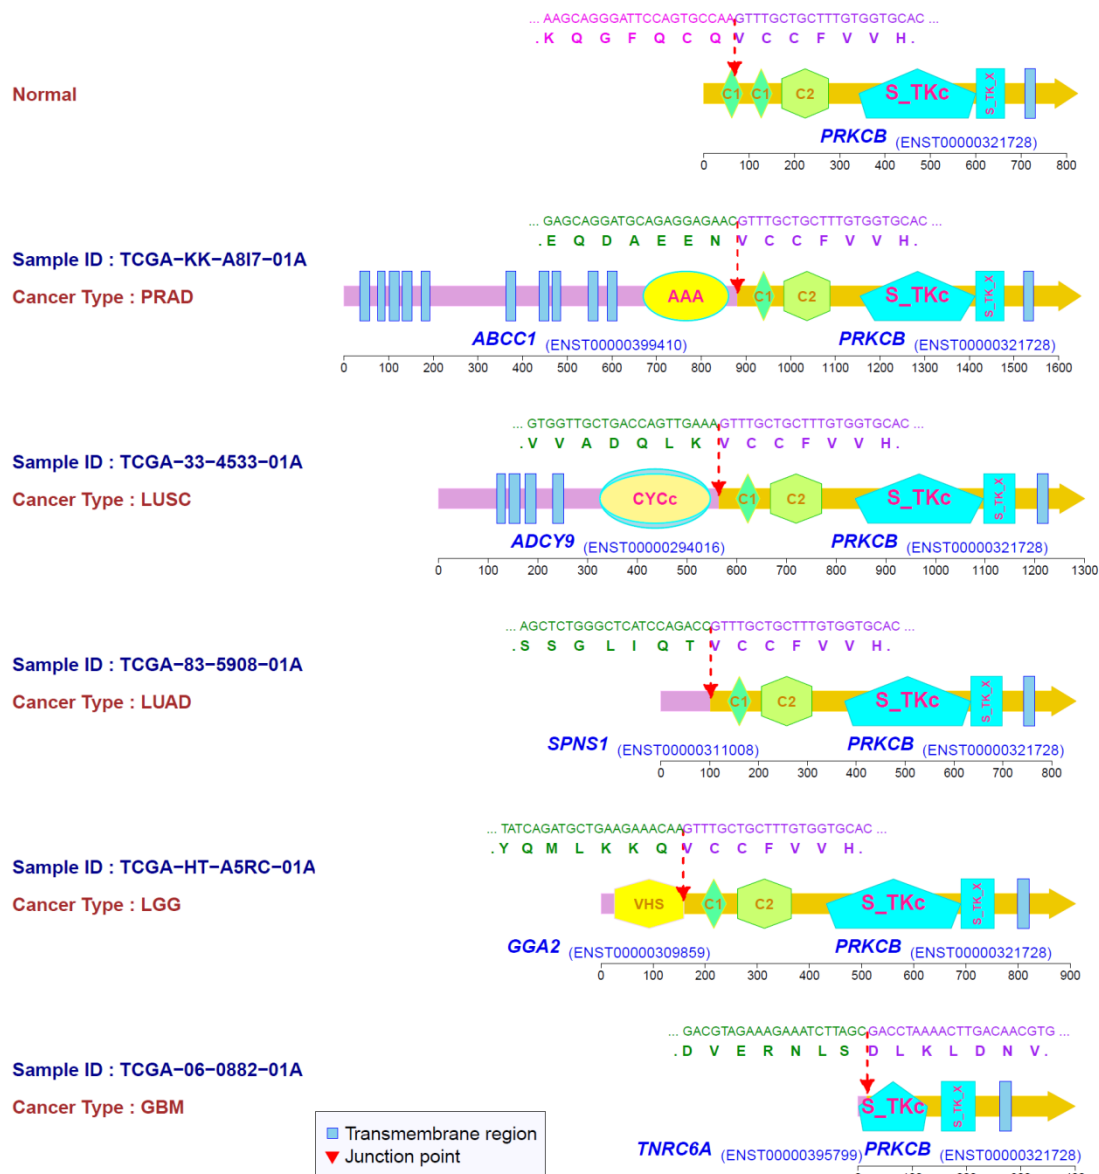 ... AAGCAGGGATTCCAGTGCCAAGTTTGCTGCTTTGTGGTGCAC ...
. K Q G F Q C Q V C C F V V H .
Normal
C1 C1 C2 S_TKc S_TK_X
PRKCB (ENST00000321728)
0 100 200 300 400 500 600 700 800
... GAGCAGGATGCAGAGGAGAACGTTTGCTGCTTTGTGGTGCAC ...
. E Q D A E E N V C C F V V H .
Sample ID : TCGA-KK-A8I7-01A
Cancer Type : PRAD
AAA C1 C2 S_TKc S_TK_X
ABCC1 (ENST00000399410) PRKCB (ENST00000321728)
0 100 200 300 400 500 600 700 800 900 1000 1100 1200 1300 1400 1500 1600
... GTGGTTGCTGACCAGTTGAAAGTTTGCTGCTTTGTGGTGCAC ...
. V V A D Q L K V C C F V V H .
Sample ID : TCGA-33-4533-01A
Cancer Type : LUSC
CYCc C1 C2 S_TKc S_TK_X
ADCY9 (ENST00000294016) PRKCB (ENST00000321728)
0 100 200 300 400 500 600 700 800 900 1000 1100 1200 1300
... AGCTCTGGGCTCATCCAGACCGTTTGCTGCTTTGTGGTGCAC ...
. S S G L I Q T V C C F V V H .
Sample ID : TCGA-83-5908-01A
Cancer Type : LUAD
C1 C2 S_TKc S_TK_X
SPNS1 (ENST00000311008) PRKCB (ENST00000321728)
0 100 200 300 400 500 600 700 800
... TATCAGATGCTGAAGAAACAAGTTTGCTGCTTTGTGGTGCAC ...
. Y Q M L K K Q V C C F V V H .
Sample ID : TCGA-HT-A5RC-01A
Cancer Type : LGG
VHS C1 C2 S_TKc S_TK_X
GGA2 (ENST00000309859) PRKCB (ENST00000321728)
0 100 200 300 400 500 600 700 800 900
... GACGTAGAAAGAAATCTTAGCGACCTAAAACTTGACAACGTG ...
. D V E R N L S D L K L D N V .
Sample ID : TCGA-06-0882-01A
Cancer Type : GBM
S_TKc S_TK_X
TNRC6A (ENST00000395799) PRKCB (ENST00000321728)
Transmembrane region
Junction point